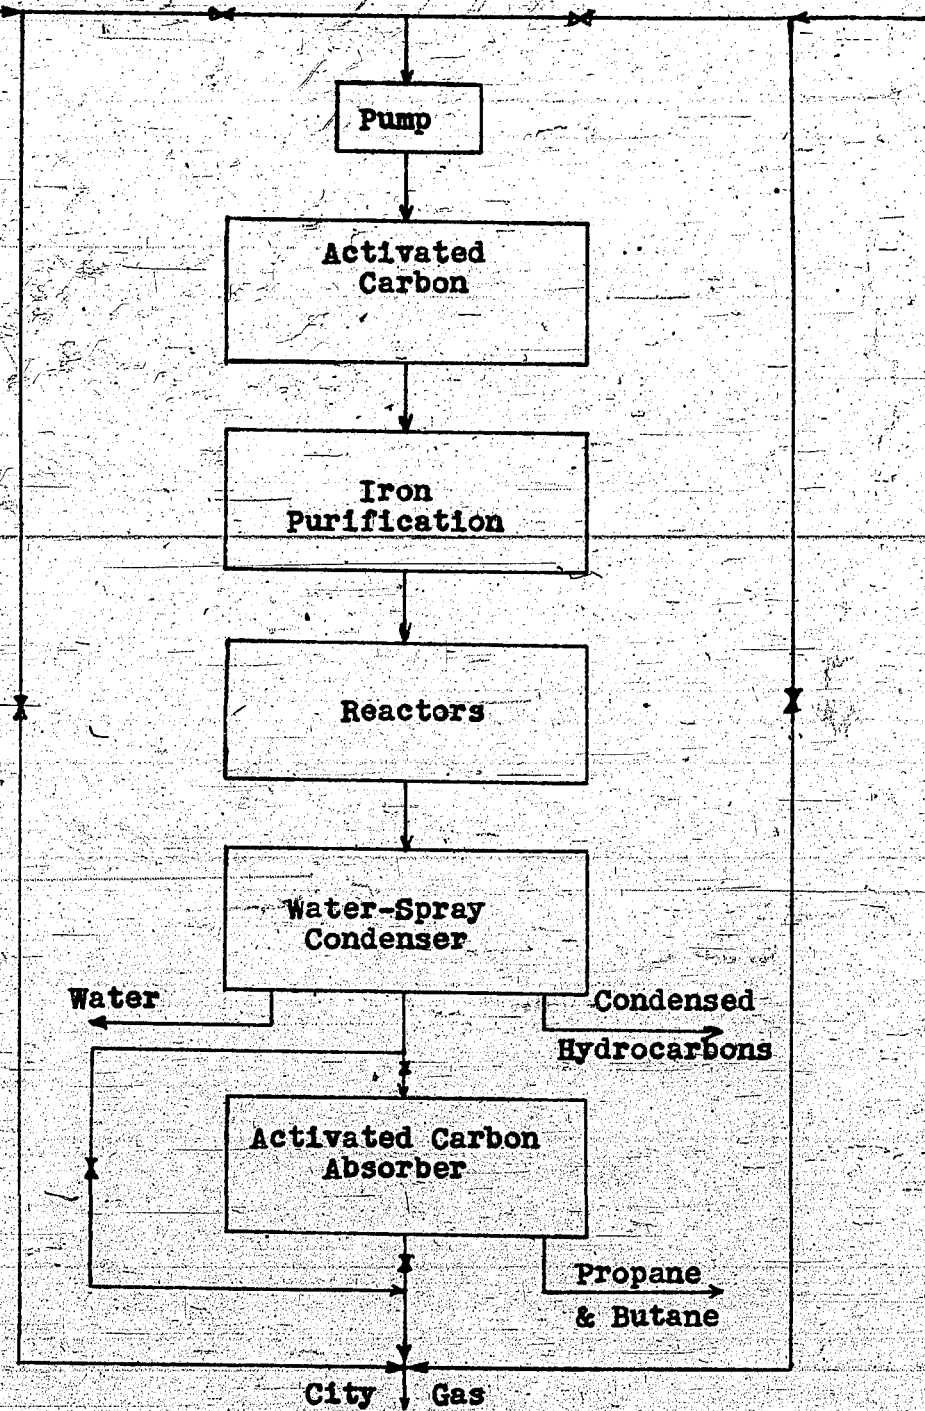 Pump
Activated
Carbon
Iron
Purification
Reactors
Water-Spray
Condenser
Water
Condensed
Hydrocarbons
Activated Carbon
Absorber
Propane
& Butane
City Gas